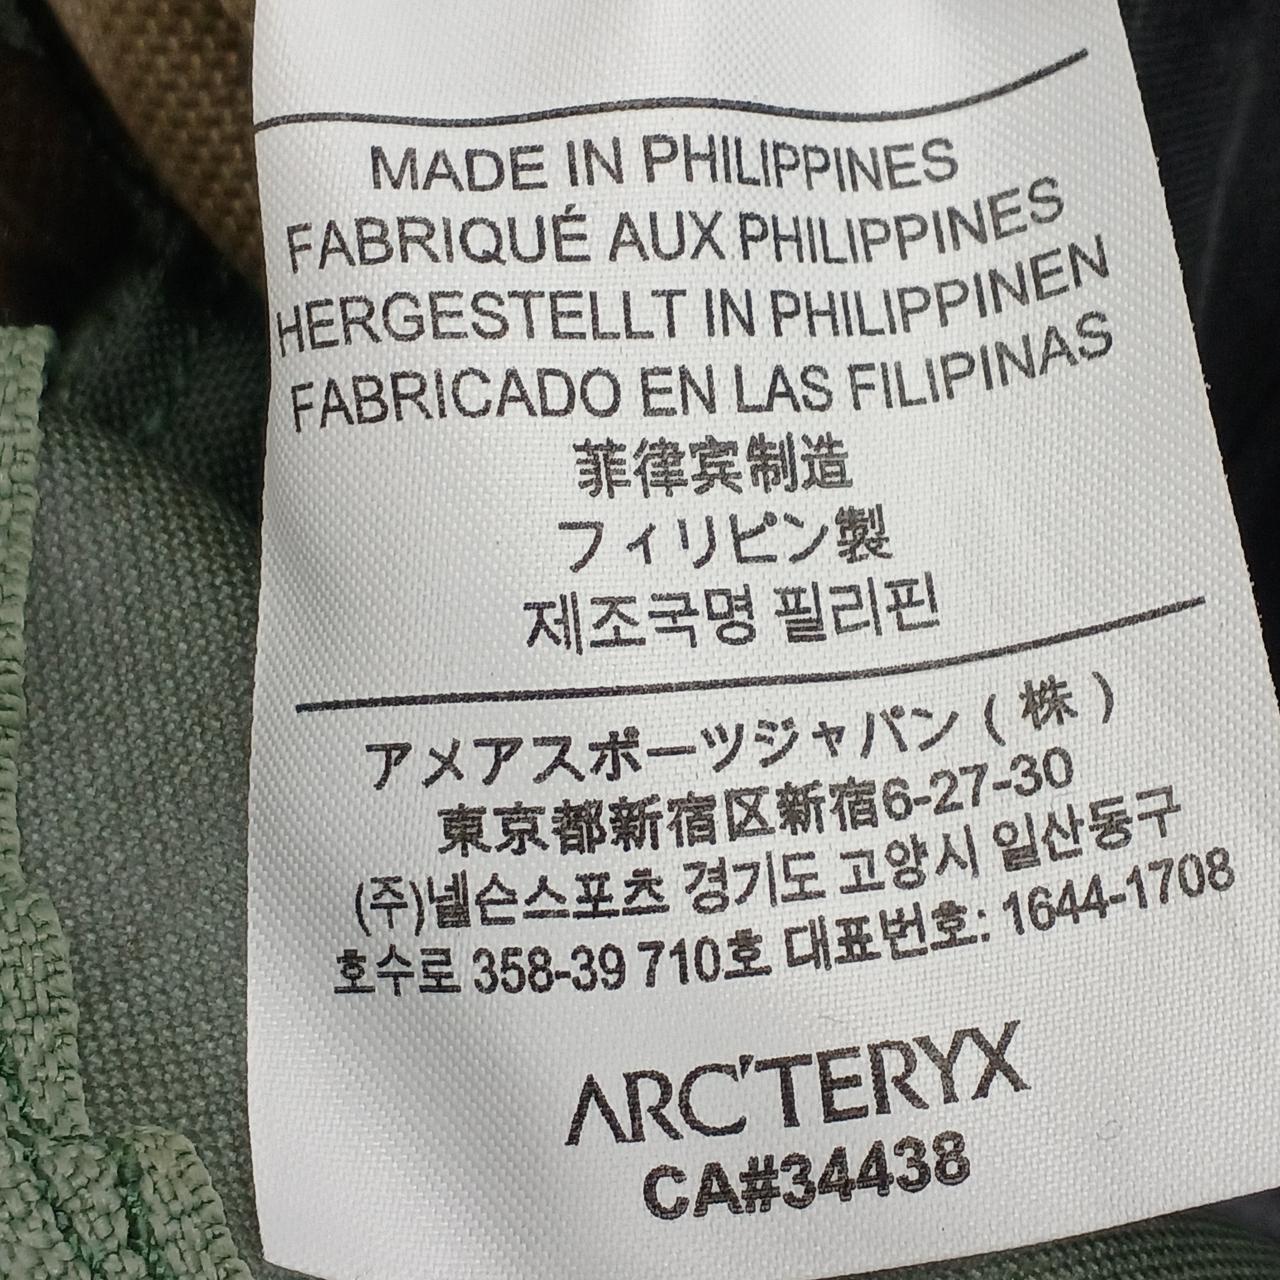 MADE IN PHILIPPINES
FABRIQUÉ AUX PHILIPPINES
HERGESTELLT IN PHILIPPINEN
FABRICADO EN LAS FILIPINAS
菲律宾制造
フィリピン製
제조국명 필리핀
アメアスポーツジャパン(株)
東京都新宿区新宿6-27-30
(주)넬슨스포츠 경기도 고양시 일산동구
호수로 358-39 710호 대표번호: 1644-1708
ARC'TERYX
CA#34438